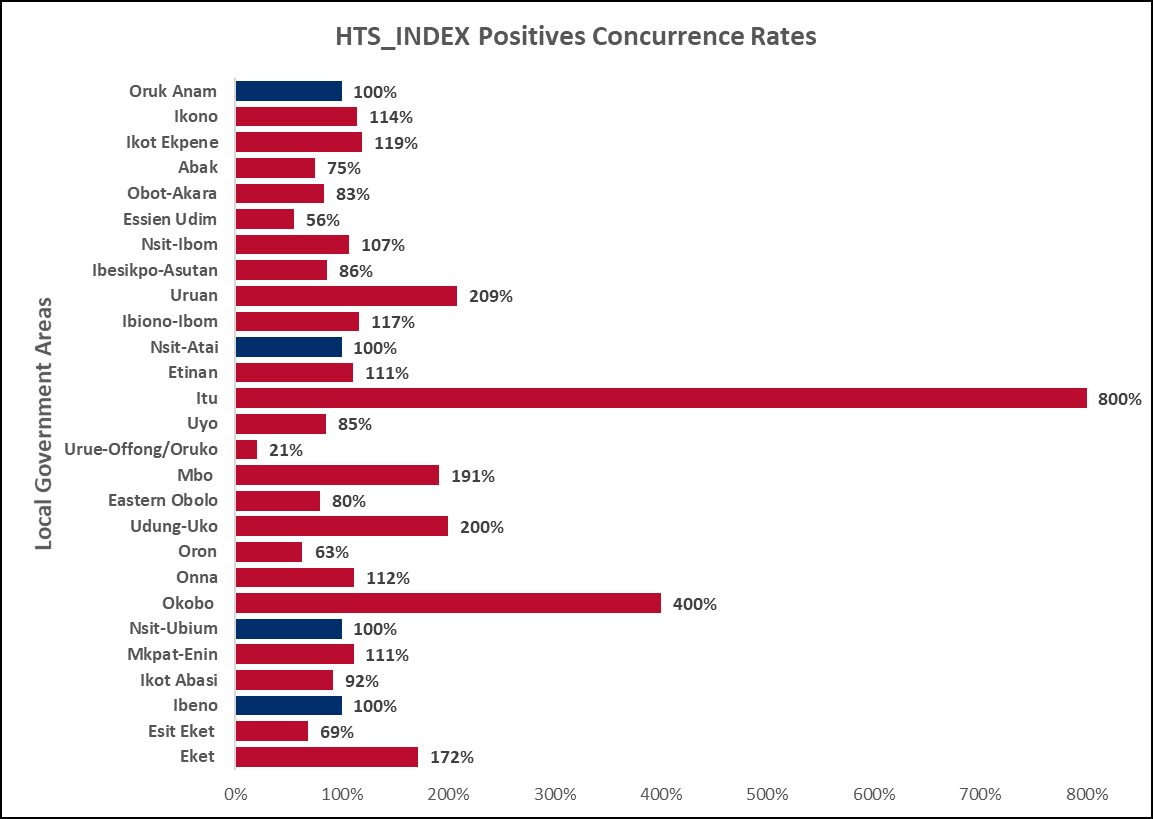 HTS_INDEX Positives Concurrence Rates
Local Government Areas
Oruk Anam 100%
Ikono 114%
Ikot Ekpene 119%
Abak 75%
Obot-Akara 83%
Essien Udim 56%
Nsit-Ibom 107%
Ibesikpo-Asutan 86%
Uruan 209%
Ibiono-Ibom 117%
Nsit-Atai 100%
Etinan 111%
Itu 800%
Uyo 85%
Urue-Offong/Oruko 21%
Mbo 191%
Eastern Obolo 80%
Udung-Uko 200%
Oron 63%
Onna 112%
Okobo 400%
Nsit-Ubium 100%
Mkpat-Enin 111%
Ikot Abasi 92%
Ibeno 100%
Esit Eket 69%
Eket 172%
0% 100% 200% 300% 400% 500% 600% 700% 800%